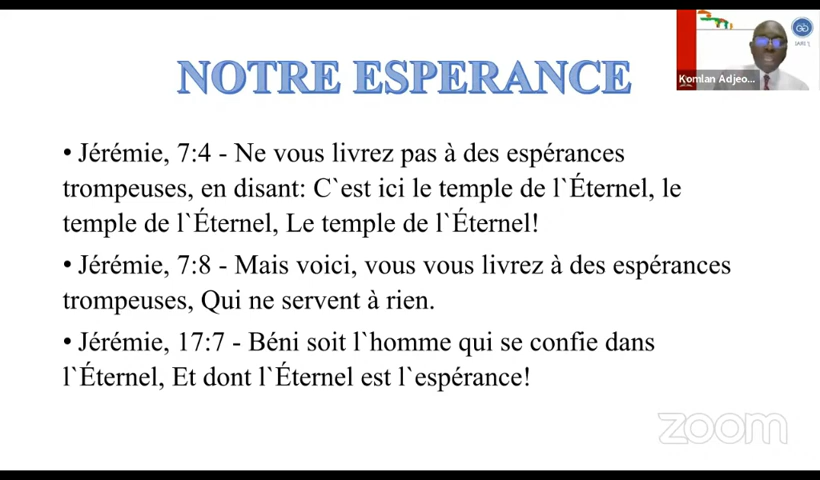 NOTRE ESPERANCE
• Jérémie, 7:4 - Ne vous livrez pas à des espérances
trompeuses, en disant: C`est ici le temple de l`Éternel, le
temple de l`Éternel, Le temple de l`Éternel!
• Jérémie, 7:8 - Mais voici, vous vous livrez à des espérances
trompeuses, Qui ne servent à rien.
• Jérémie, 17:7 - Béni soit l`homme qui se confie dans
l`Éternel, Et dont l`Éternel est l`espérance!
Komlan Adjeo...
zoom